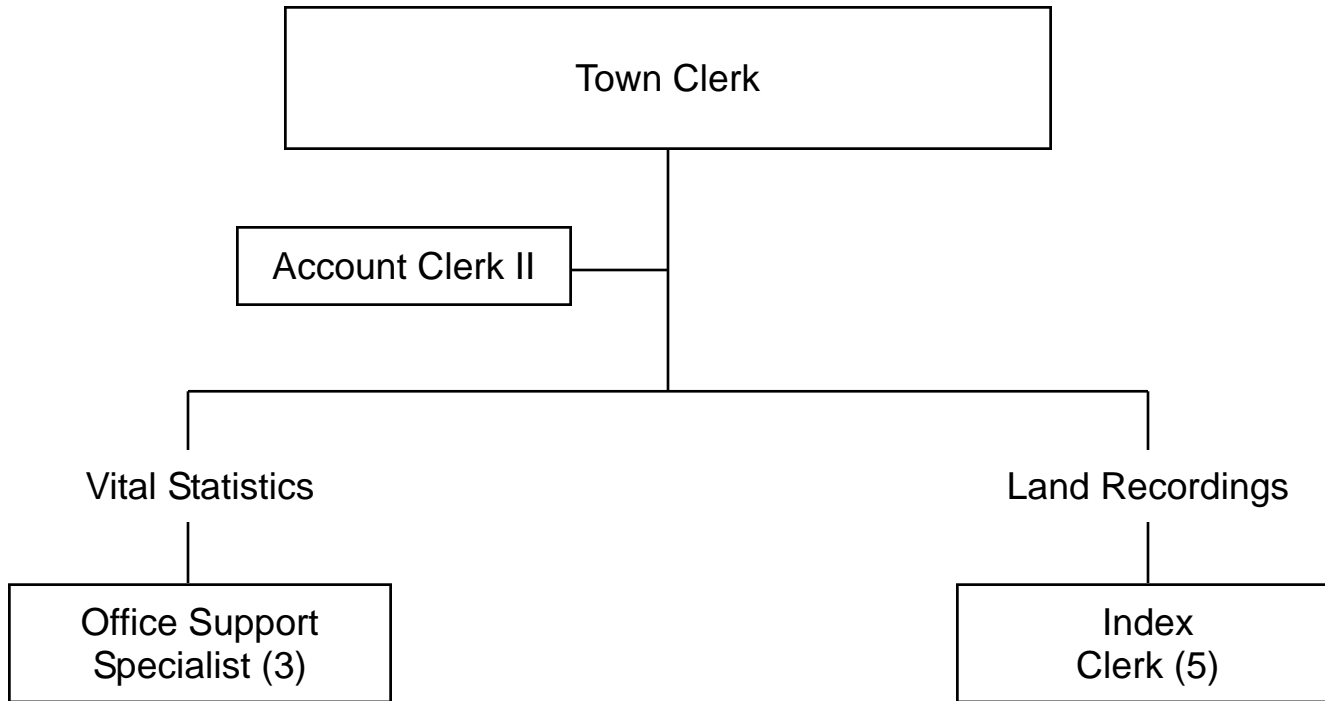 Town Clerk
Account Clerk II
Vital Statistics
Land Recordings
Office Support
Specialist (3)
Index
Clerk (5)